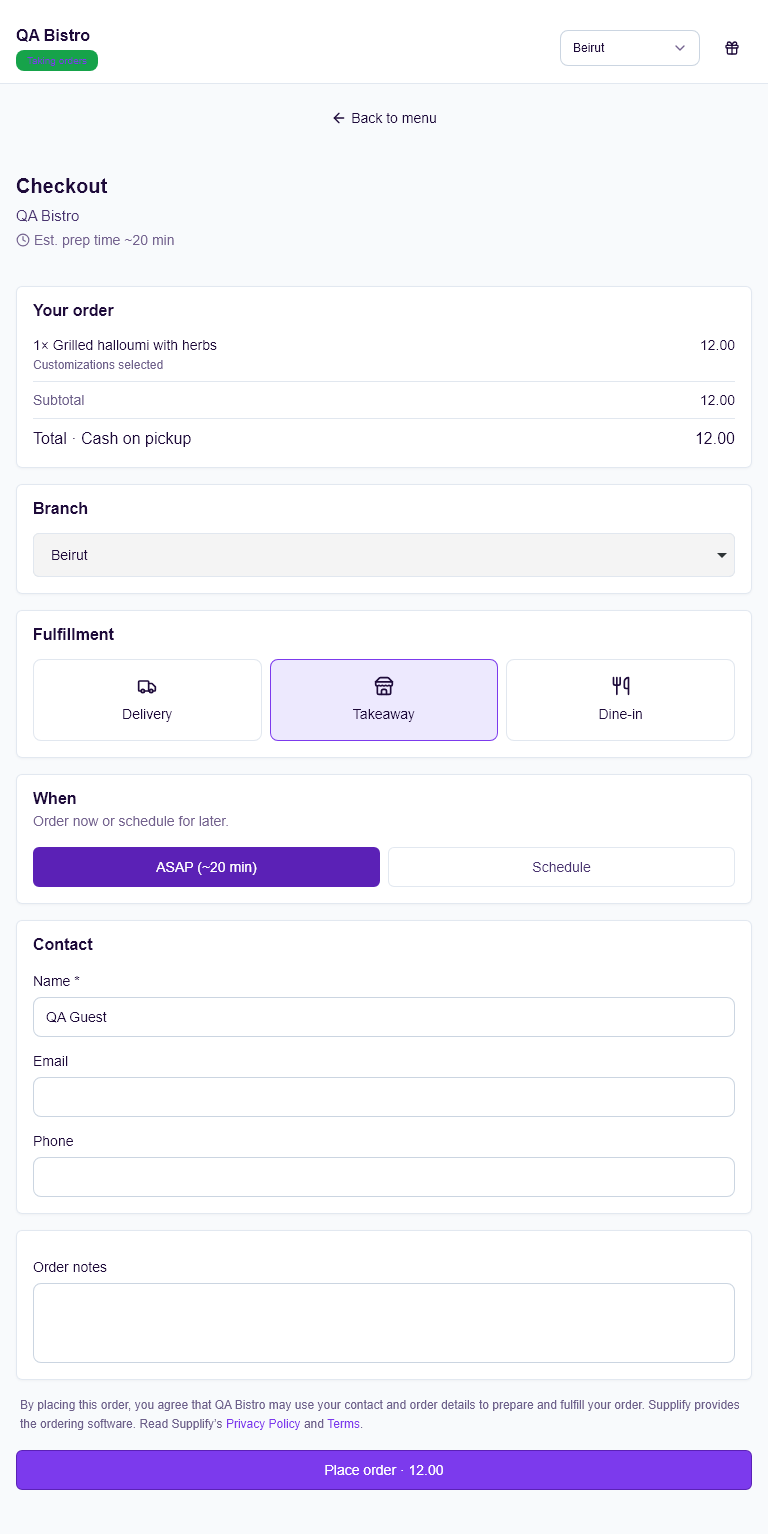 QA Bistro
Taking orders
Beirut
Back to menu
Checkout
QA Bistro
Est. prep time ~20 min
Your order
1× Grilled halloumi with herbs 12.00
Customizations selected
Subtotal 12.00
Total · Cash on pickup 12.00
Branch
Beirut
Fulfillment
Delivery Takeaway Dine-in
When
Order now or schedule for later.
ASAP (~20 min) Schedule
Contact
Name *
QA Guest
Email
Phone
Order notes
By placing this order, you agree that QA Bistro may use your contact and order details to prepare and fulfill your order. Supplify provides
the ordering software. Read Supplify's Privacy Policy and Terms.
Place order · 12.00